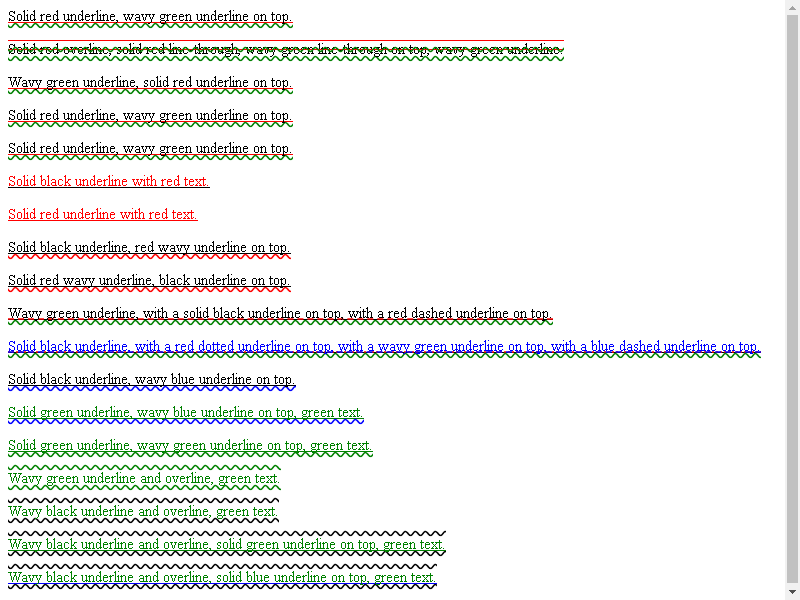 Solid red underline, wavy green underline on top.
Solid red overline, solid red line-through, wavy green line-through on top, wavy green underline.
Wavy green underline, solid red underline on top.
Solid red underline, wavy green underline on top.
Solid red underline, wavy green underline on top.
Solid black underline with red text.
Solid red underline with red text.
Solid black underline, red wavy underline on top.
Solid red wavy underline, black underline on top.
Wavy green underline, with a solid black underline on top, with a red dashed underline on top.
Solid black underline, with a red dotted underline on top, with a wavy green underline on top, with a blue dashed underline on top.
Solid black underline, wavy blue underline on top.
Solid green underline, wavy blue underline on top, green text.
Solid green underline, wavy green underline on top, green text.
Wavy green underline and overline, green text.
Wavy black underline and overline, green text.
Wavy black underline and overline, solid green underline on top, green text.
Wavy black underline and overline, solid blue underline on top, green text.